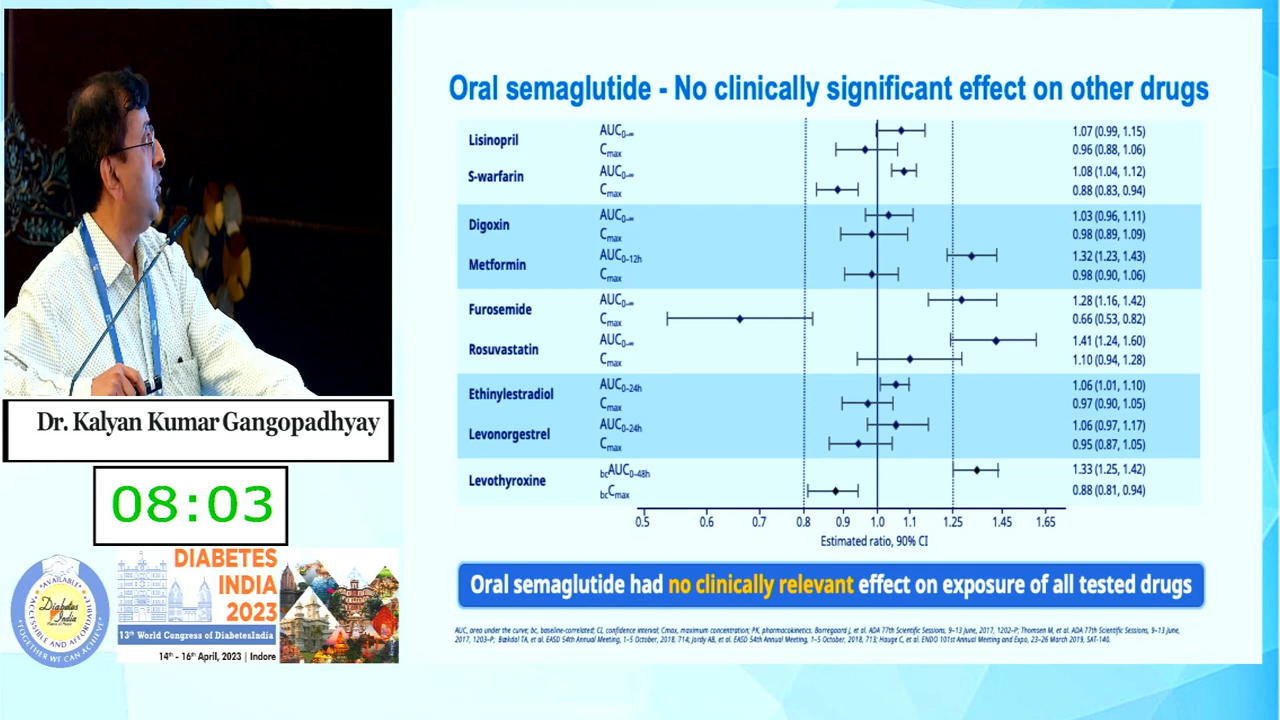 Oral semaglutide - No clinically significant effect on other drugs
Lisinopril
AUC0-∞
1.07 (0.99, 1.15)
Cmax
0.96 (0.88, 1.06)
S-warfarin
AUC0-∞
1.08 (1.04, 1.12)
Cmax
0.88 (0.83, 0.94)
Digoxin
AUC0-∞
1.03 (0.96, 1.11)
Cmax
0.98 (0.89, 1.09)
Metformin
AUC0-12h
1.32 (1.23, 1.43)
Cmax
0.98 (0.90, 1.06)
Furosemide
AUC0-∞
1.28 (1.16, 1.42)
Cmax
0.66 (0.53, 0.82)
Rosuvastatin
AUC0-∞
1.41 (1.24, 1.60)
Cmax
1.10 (0.94, 1.28)
Ethinylestradiol
AUC0-24h
1.06 (1.01, 1.10)
Cmax
0.97 (0.90, 1.05)
Levonorgestrel
AUC0-24h
1.06 (0.97, 1.17)
Cmax
0.95 (0.87, 1.05)
Levothyroxine
bcAUC0-48h
1.33 (1.25, 1.42)
bcCmax
0.88 (0.81, 0.94)
0.5 0.6 0.7 0.8 0.9 1.0 1.1 1.25 1.45 1.65
Estimated ratio, 90% CI
Oral semaglutide had no clinically relevant effect on exposure of all tested drugs
AUC, area under the curve; bc, baseline-correlated; CI, confidence interval; Cmax, maximum concentration; PK, pharmacokinetics. Borregaard J, et al. ADA 77th Scientific Sessions, 9–13 June, 2017, 1202–P; Thomsen M, et al. ADA 77th Scientific Sessions, 9–13 June,
2017, 1203–P; Bækdal TA, et al. EASD 54th Annual Meeting, 1–5 October, 2018, 714; Jordy AB, et al. EASD 54th Annual Meeting, 1–5 October, 2018, 713; Hauge C, et al. ENDO 101st Annual Meeting and Expo, 23–26 March 2019, SAT-140.
Dr. Kalyan Kumar Gangopadhyay
08:03
AVAILABLE
ACCESSIBLE AND AFFORDABLE
Diabetes
India
TOGETHER WE CAN ACHIEVE
DIABETES
INDIA
2023
13th World Congress of DiabetesIndia
14th - 16th April, 2023 | Indore